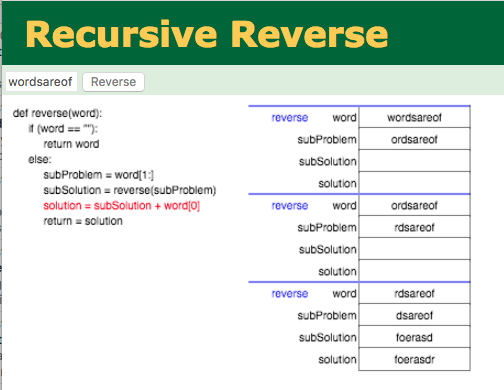 Recursive Reverse
wordsareof Reverse
def reverse(word):
if (word == ""):
return word
else:
subProblem = word[1:]
subSolution = reverse(subProblem)
solution = subSolution + word[0]
return = solution
reverse word wordsareof
subProblem ordsareof
subSolution
solution
reverse word ordsareof
subProblem rdsareof
subSolution
solution
reverse word rdsareof
subProblem dsareof
subSolution foerasd
solution foerasdr